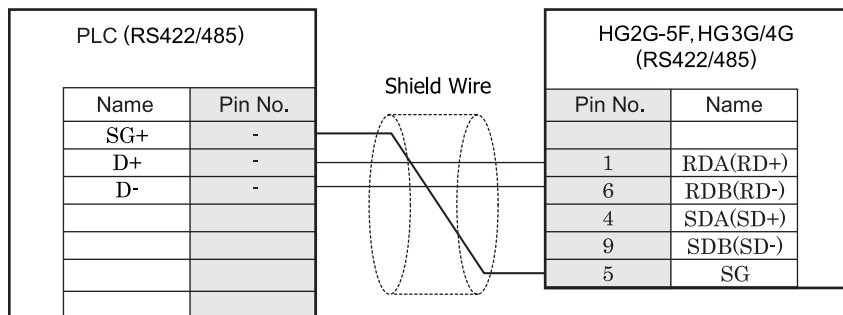 PLC (RS422/485)
HG2G-5F, HG3G/4G
(RS422/485)
Shield Wire
Name Pin No.
SG+ -
D+ -
D- -
Pin No. Name
1 RDA(RD+)
6 RDB(RD-)
4 SDA(SD+)
9 SDB(SD-)
5 SG